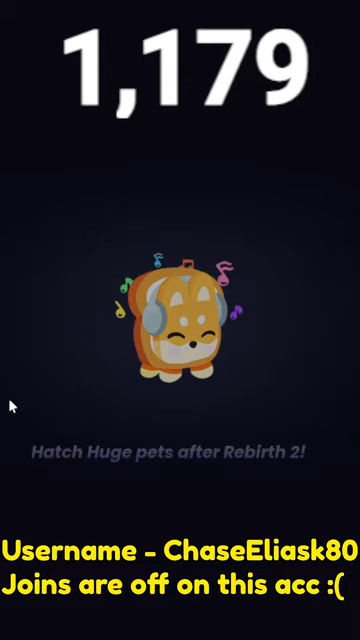 1,179
Hatch Huge pets after Rebirth 2!
Username - ChaseEliask80
Joins are off on this acc :(